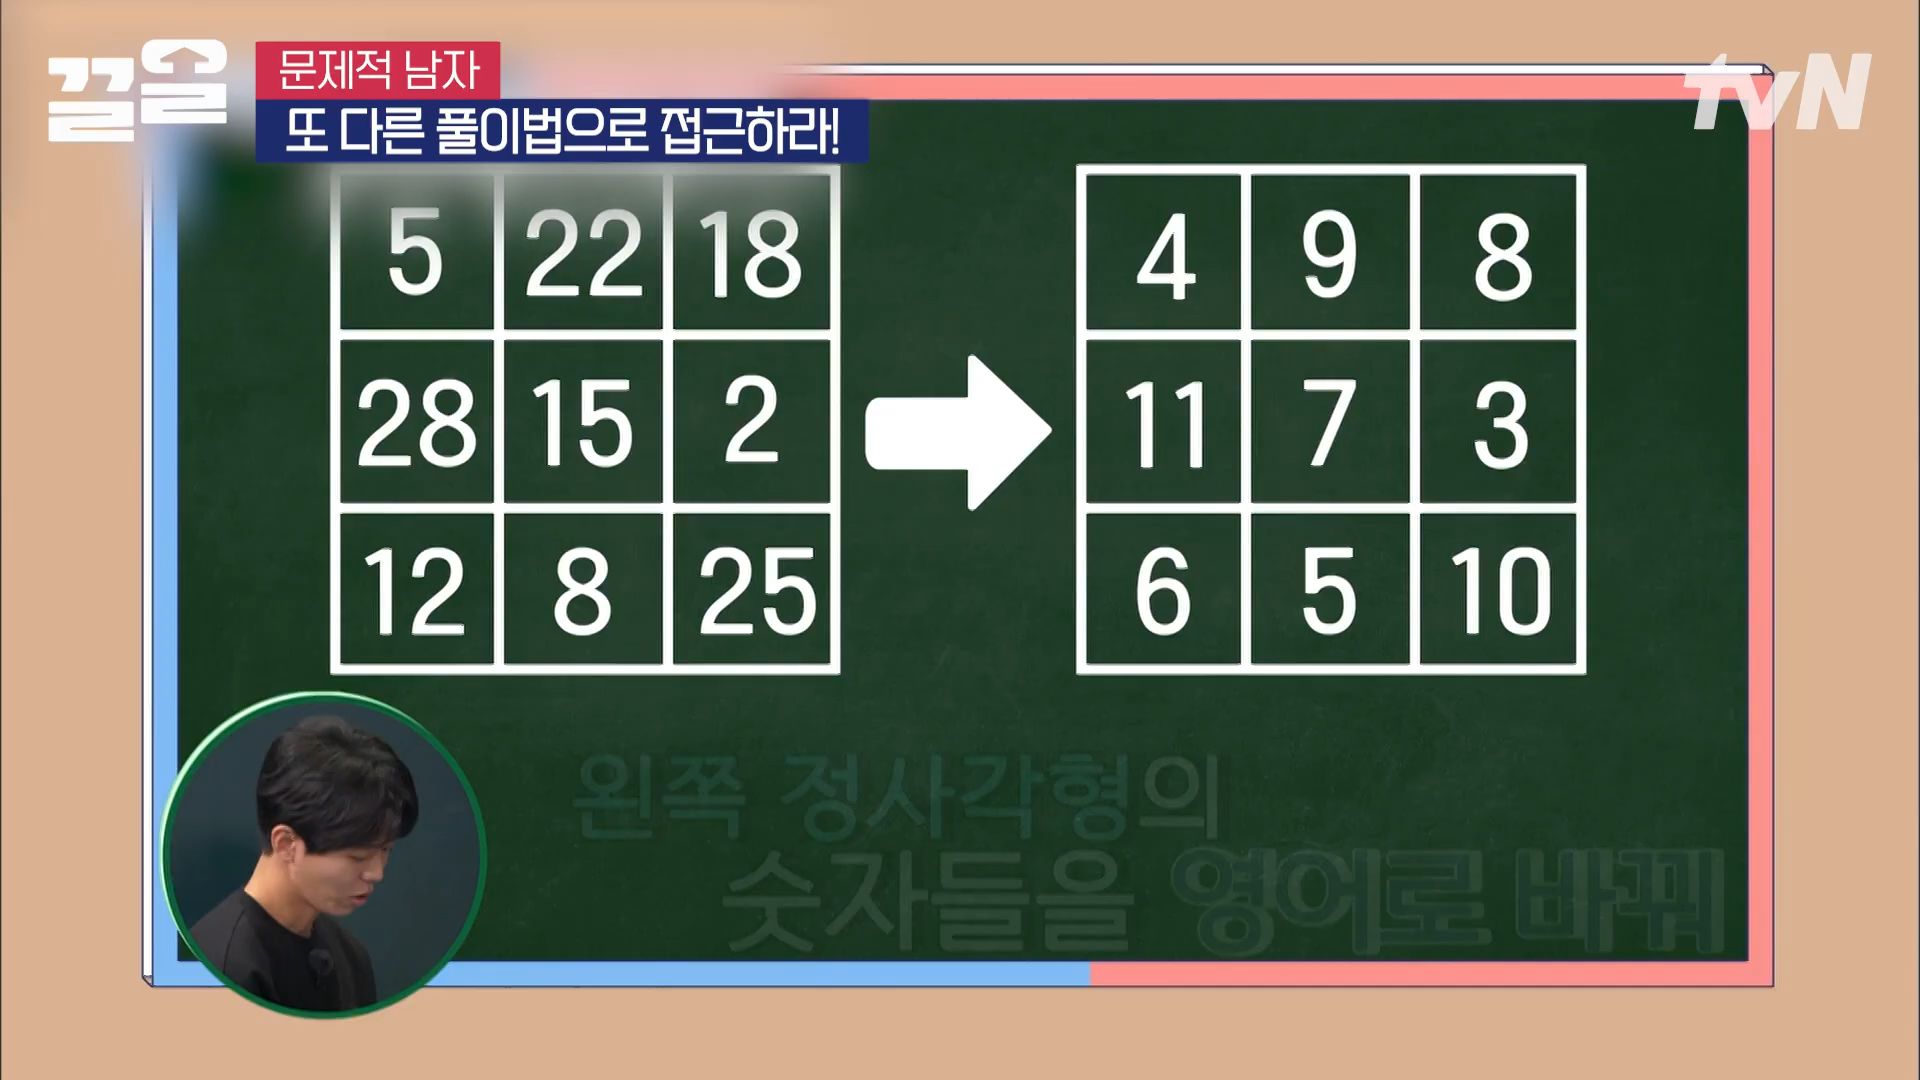 끌올
문제적 남자
또 다른 풀이법으로 접근하라!
tvN
5 22 18
28 15 2
12 8 25
4 9 8
11 7 3
6 5 10
왼쪽 정사각형의
숫자들을 영어로 바꿔